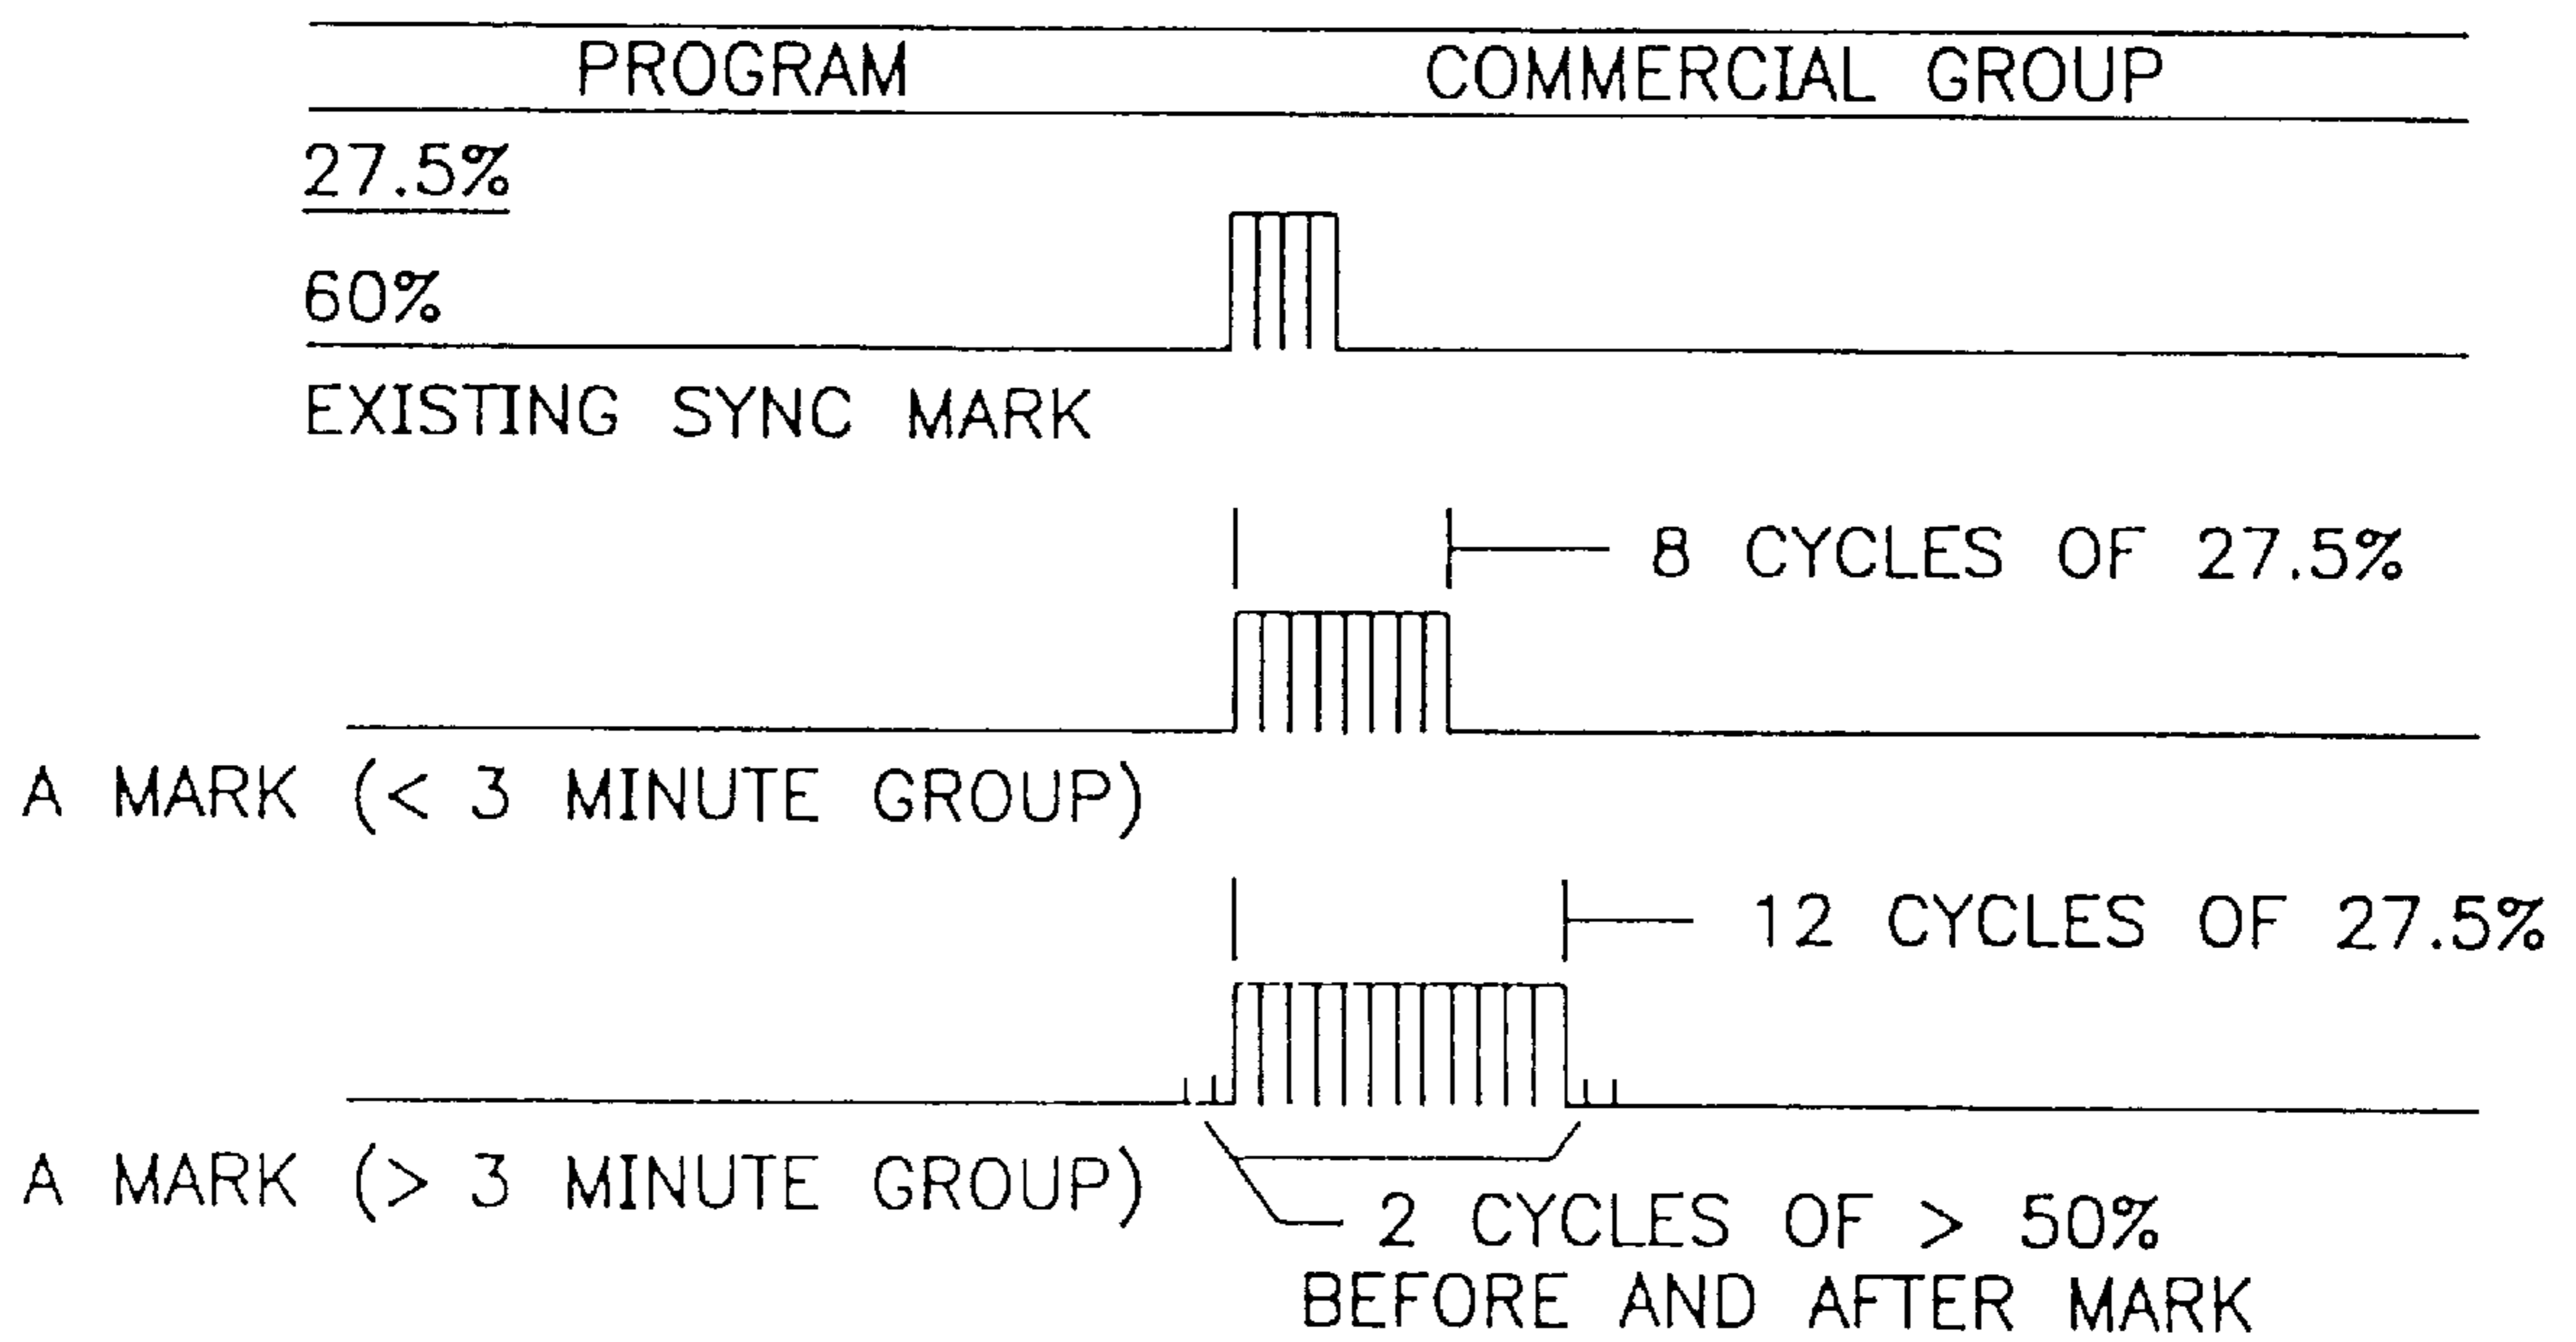 PROGRAM COMMERCIAL GROUP
27.5%
60%
EXISTING SYNC MARK
8 CYCLES OF 27.5%
A MARK (< 3 MINUTE GROUP)
12 CYCLES OF 27.5%
A MARK (> 3 MINUTE GROUP)
2 CYCLES OF > 50%
BEFORE AND AFTER MARK